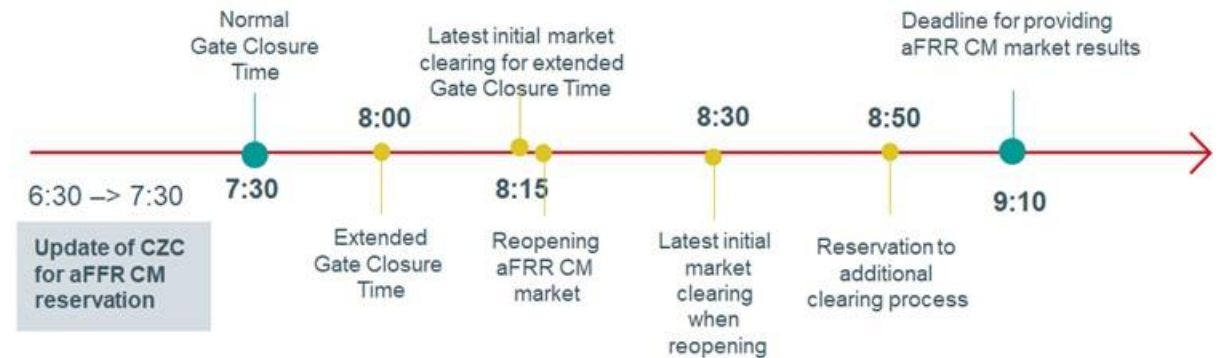 Normal
Gate Closure
Time
Latest initial market
clearing for extended
Gate Closure Time
Deadline for providing
aFRR CM market results
8:00
8:30
8:50
6:30 –> 7:30
7:30
8:15
9:10
Update of CZC
for aFFR CM
reservation
Extended
Gate Closure
Time
Reopening
aFRR CM
market
Latest initial
market
clearing
when
reopening
Reservation to
additional
clearing process